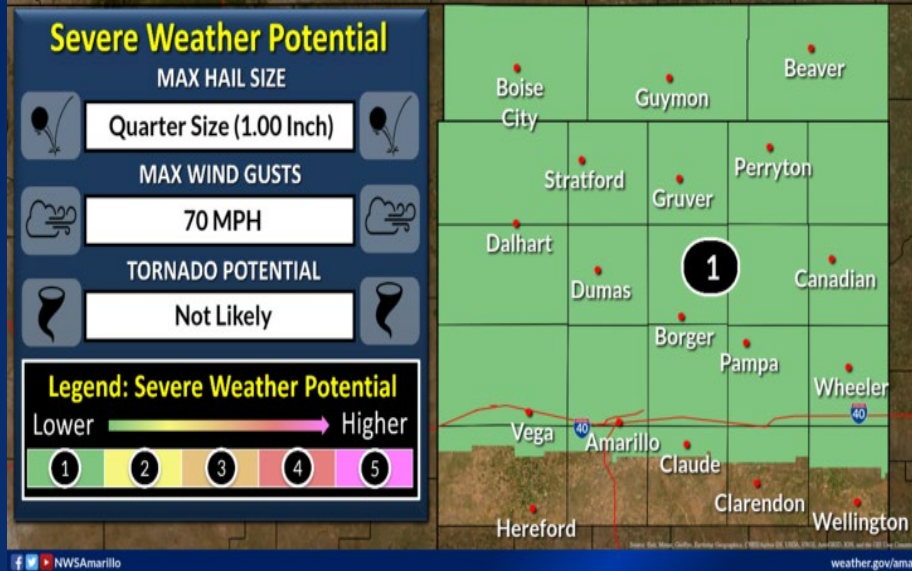 Severe Weather Potential
MAX HAIL SIZE
Quarter Size (1.00 Inch)
MAX WIND GUSTS
70 MPH
TORNADO POTENTIAL
Not Likely
Legend: Severe Weather Potential
Lower Higher
1 2 3 4 5
Boise
City
Guymon
Beaver
Stratford
Gruver
Perryton
Dalhart
Dumas
1
Canadian
Borger
Pampa
Wheeler
40
Vega
40
Amarillo
Claude
Clarendon
Hereford
Wellington
NWSAmarillo
weather.gov/ama